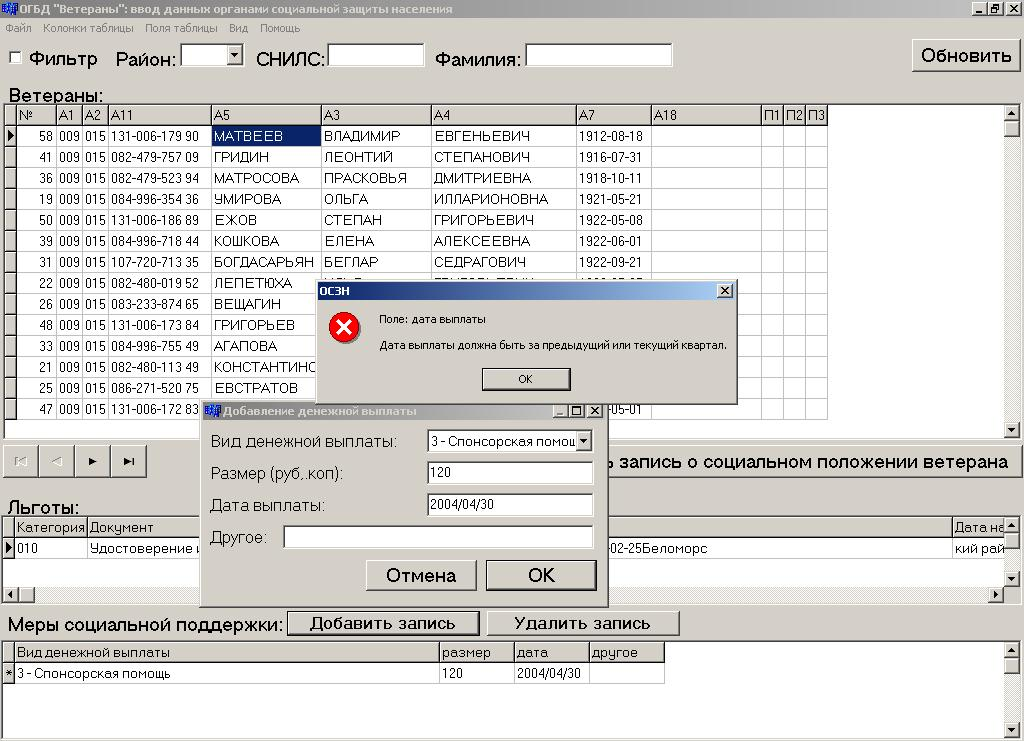 ОГБД "Ветераны": ввод данных органами социальной защиты населения
Файл Колонки таблицы Поля таблицы Вид Помощь
Фильтр Район: СНИЛС: Фамилия: Обновить
Ветераны:
№ А1 А2 А11 А5 А3 А4 А7 А18 П1 П2 П3
58 009 015 131-006-179 90 МАТВЕЕВ ВЛАДИМИР ЕВГЕНЬЕВИЧ 1912-08-18
41 009 015 082-479-757 09 ГРИДИН ЛЕОНТИЙ СТЕПАНОВИЧ 1916-07-31
36 009 015 082-479-523 94 МАТРОСОВА ПРАСКОВЬЯ ДМИТРИЕВНА 1918-10-11
19 009 015 084-996-354 36 УМИРОВА ОЛЬГА ИЛЛАРИОНОВНА 1921-05-21
50 009 015 131-006-186 89 ЕЖОВ СТЕПАН ГРИГОРЬЕВИЧ 1922-05-08
39 009 015 084-996-718 44 КОШКОВА ЕЛЕНА АЛЕКСЕЕВНА 1922-06-01
31 009 015 107-720-713 35 БОГДАСАРЬЯН БЕГЛАР СЕДРАГОВИЧ 1922-09-21
22 009 015 082-480-019 52 ЛЕПЕТЮХА
26 009 015 083-233-874 65 ВЕЩАГИН
48 009 015 131-006-173 84 ГРИГОРЬЕВ
33 009 015 084-996-755 49 АГАПОВА
21 009 015 082-480-113 49 КОНСТАНТИНО
25 009 015 086-271-520 75 ЕВСТРАТОВ
47 009 015 131-006-172 83 -05-01
ОСЗН
Поле: дата выплаты
Дата выплаты должна быть за предыдущий или текущий квартал.
ОК
Добавление денежной выплаты
Вид денежной выплаты: 3 - Спонсорская помощ
Размер (руб,.коп): 120
Дата выплаты: 2004/04/30
Другое:
Отмена ОК
запись о социальном положении ветерана
Льготы:
Категория Документ Дата на
010 Удостоверение -02-25Беломорс кий рай
Меры социальной поддержки: Добавить запись Удалить запись
Вид денежной выплаты размер дата другое
* 3 - Спонсорская помощь 120 2004/04/30